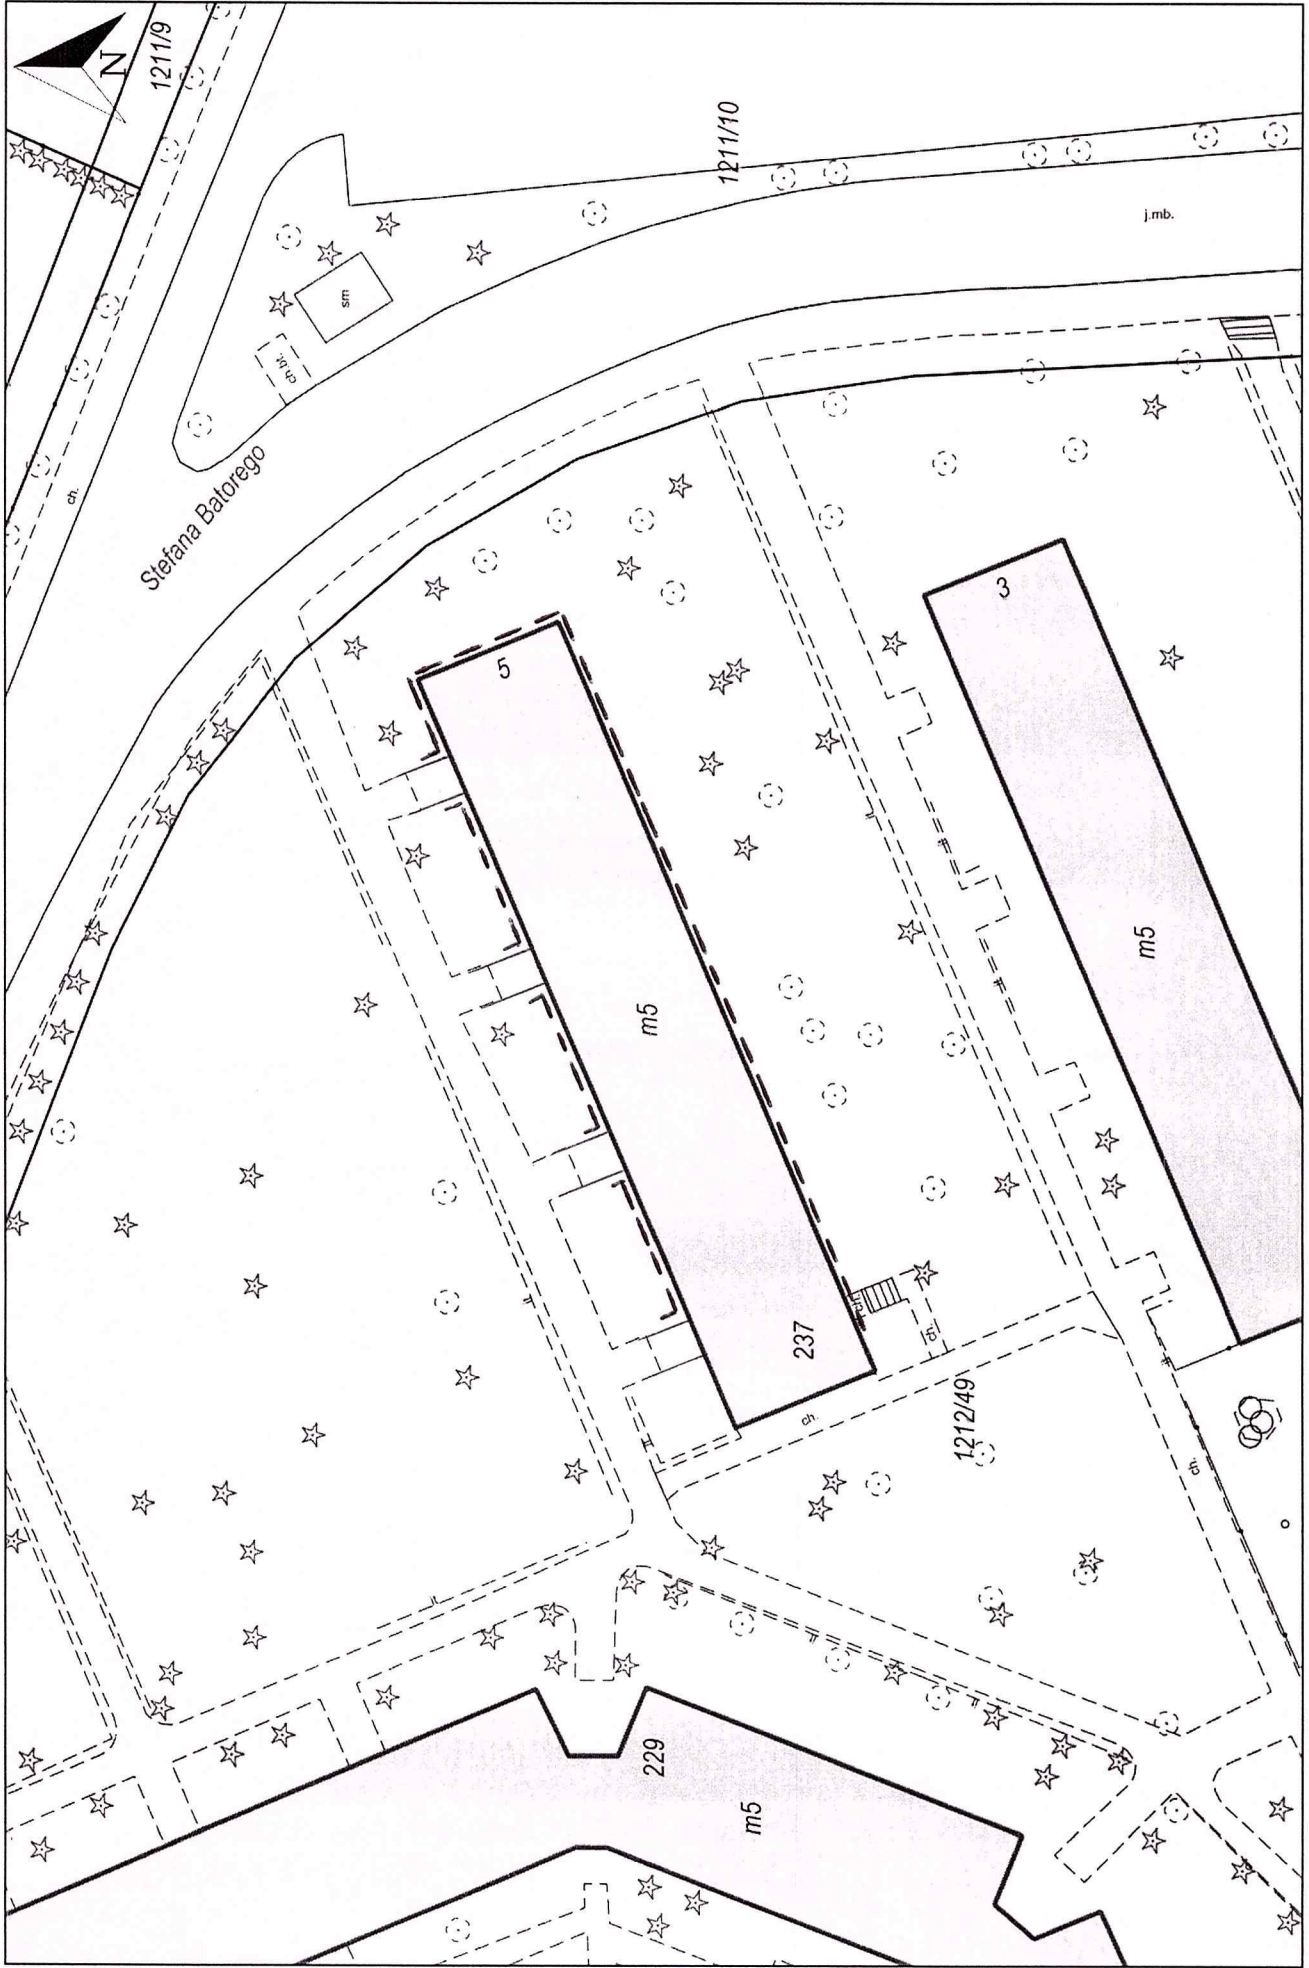 N
1211/9
1211/10
j.mb.
sm
ch.bt.
ch.
Stefana Batorego
5
3
m5
m5
237
ch.
ch.
1212/49
ch.
229
m5